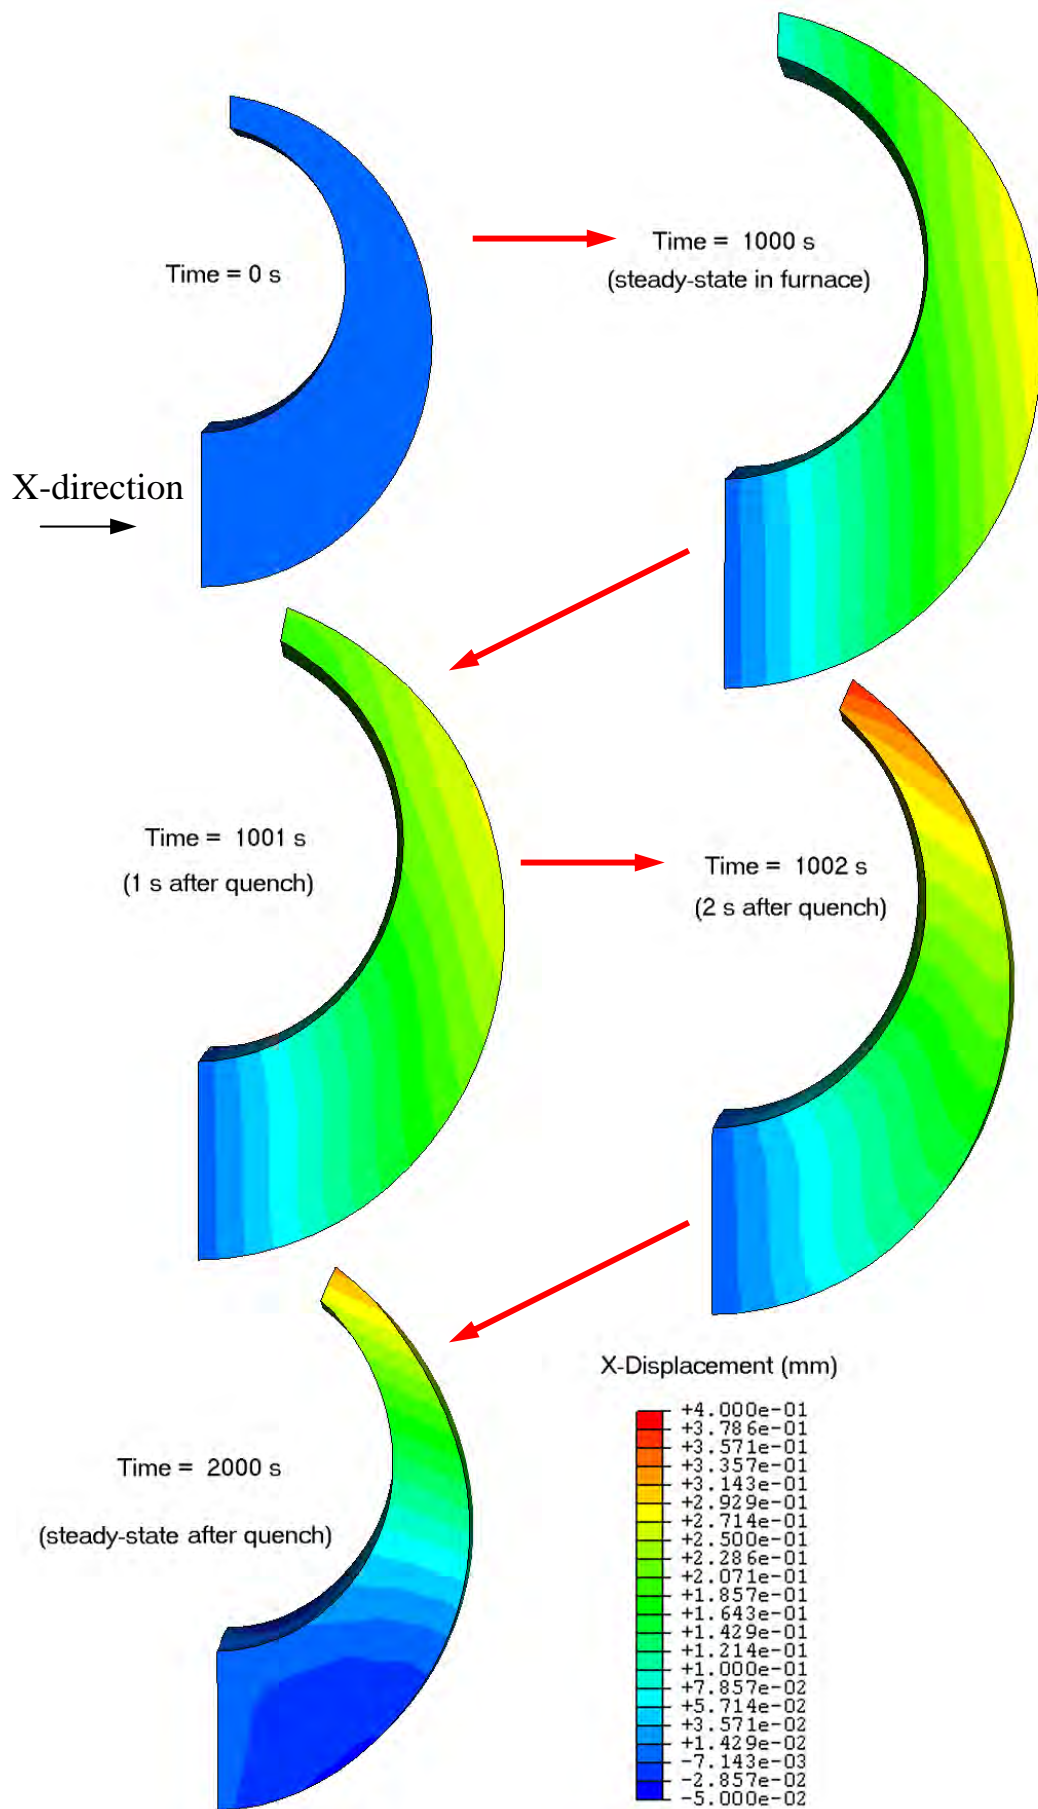 Time = 0 s
Time = 1000 s
(steady-state in furnace)
X-direction
Time = 1001 s
(1 s after quench)
Time = 1002 s
(2 s after quench)
X-Displacement (mm)
+4.000e-01
+3.786e-01
+3.571e-01
+3.357e-01
+3.143e-01
+2.929e-01
+2.714e-01
+2.500e-01
+2.286e-01
+2.071e-01
+1.857e-01
+1.643e-01
+1.429e-01
+1.214e-01
+1.000e-01
+7.857e-02
+5.714e-02
+3.571e-02
+1.429e-02
-7.143e-03
-2.857e-02
-5.000e-02
Time = 2000 s
(steady-state after quench)